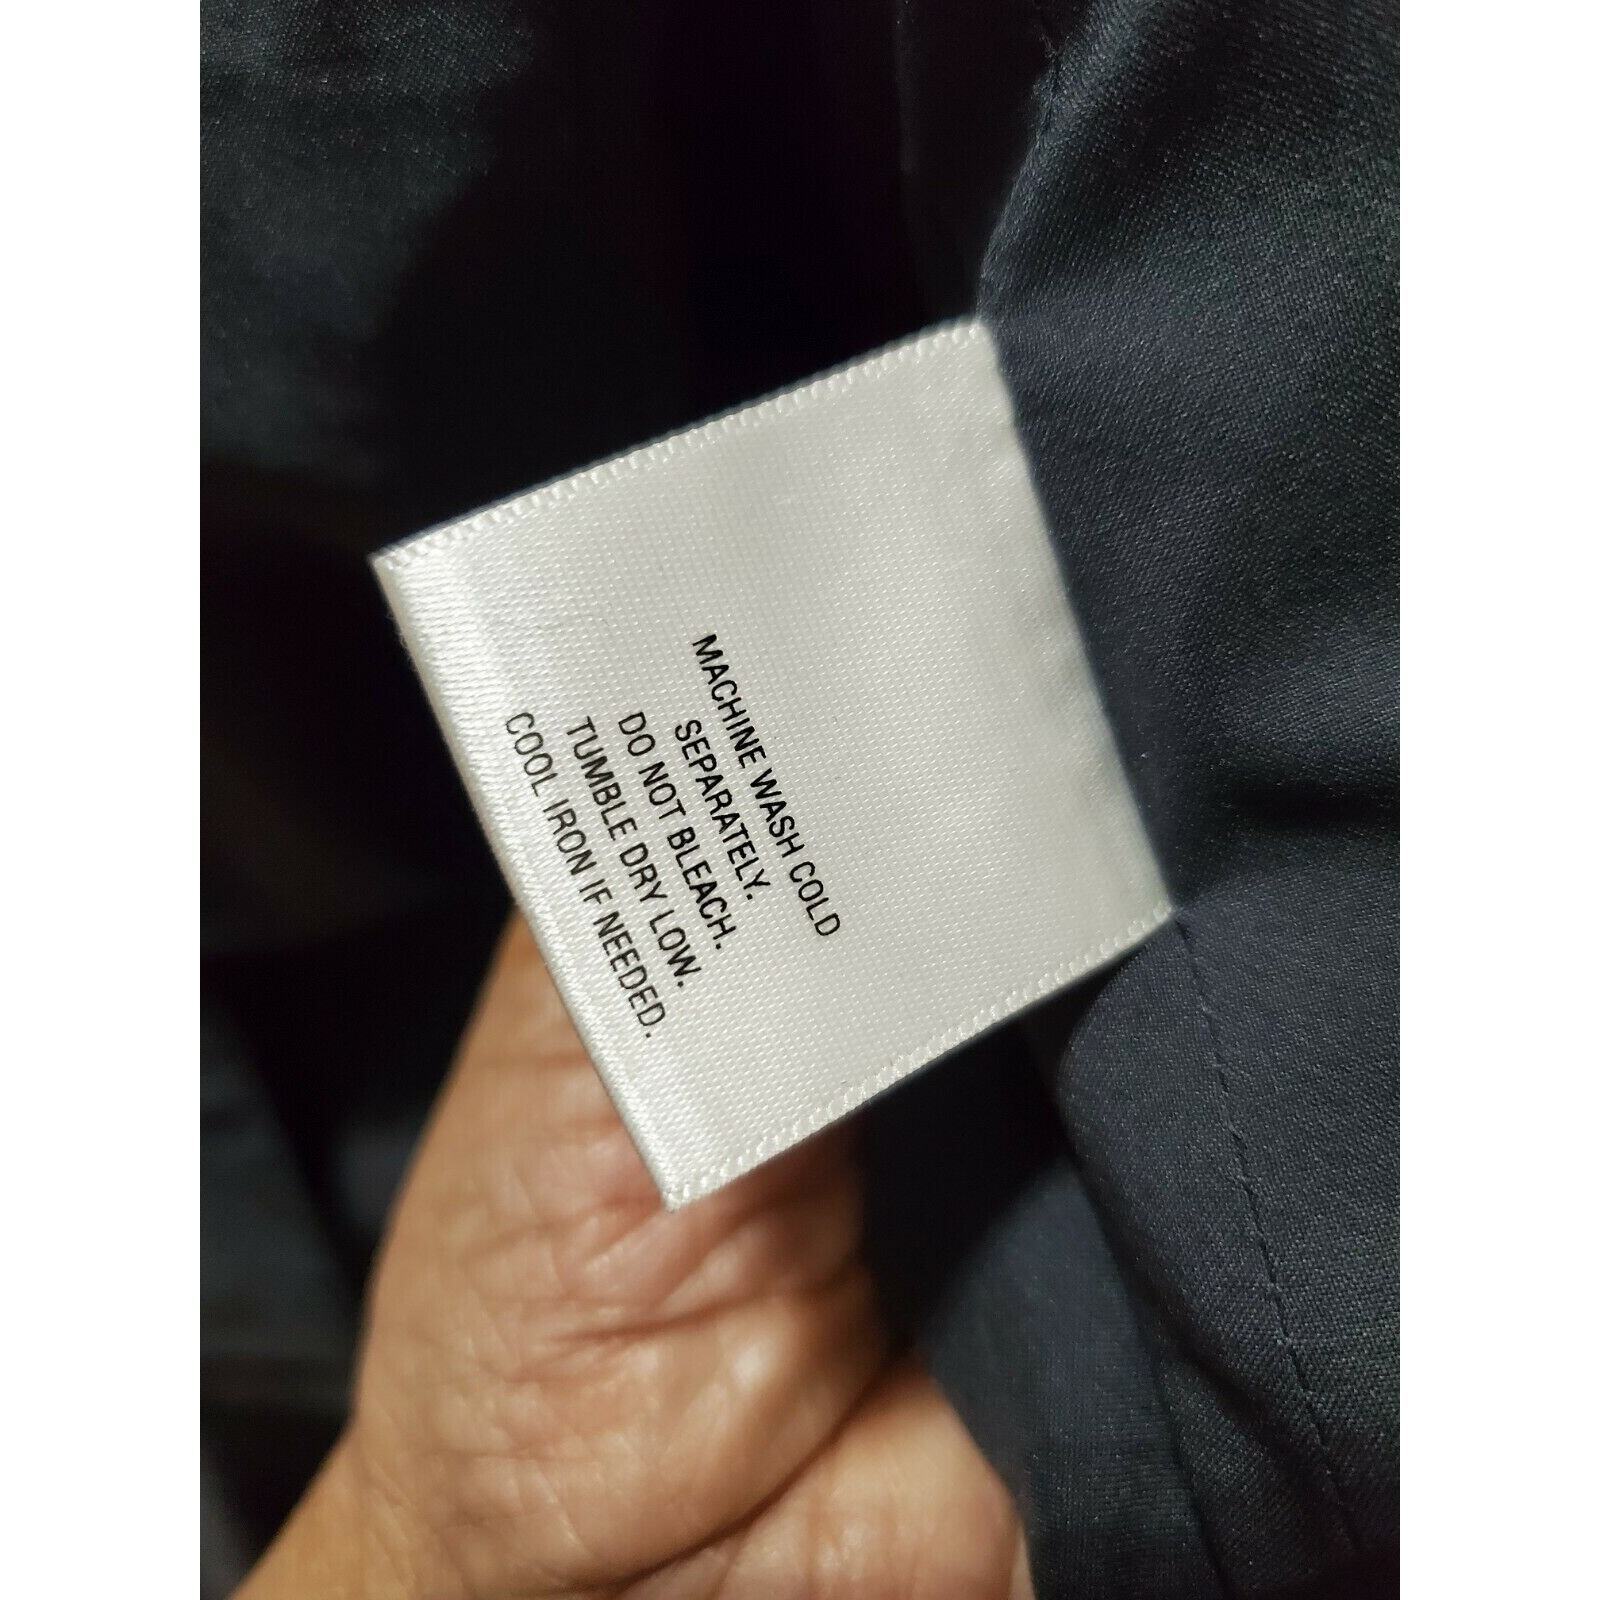 MACHINE WASH COLD
SEPARATELY.
DO NOT BLEACH.
TUMBLE DRY LOW.
COOL IRON IF NEEDED.